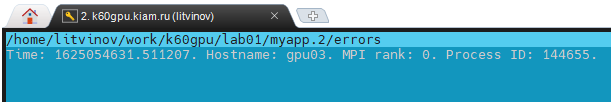 2. k60gpu.kiam.ru (litvinov)
/home/litvinov/work/k60gpu/lab01/myapp.2/errors
Time: 1625054631.511207. Hostname: gpu03. MPI rank: 0. Process ID: 144655.